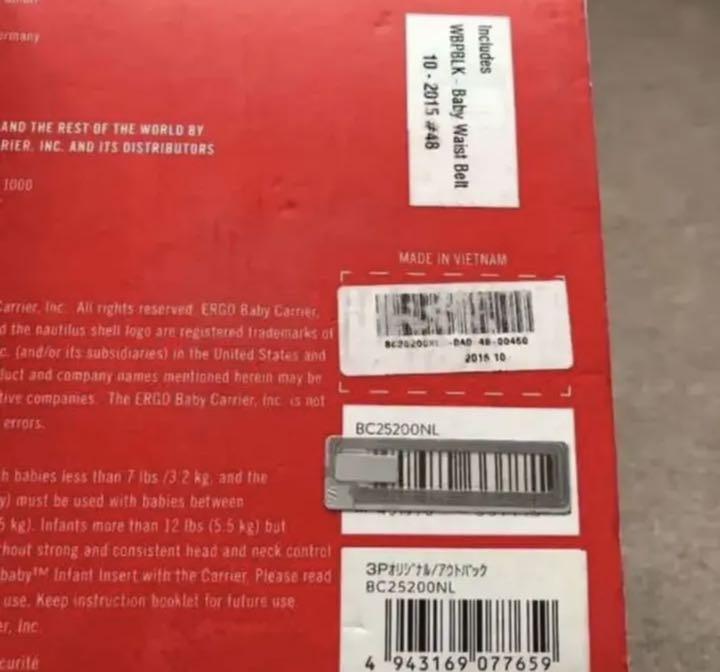 ermany
AND THE REST OF THE WORLD BY
RIER, INC. AND ITS DISTRIBUTORS
1000
Includes
WBPBLK - Baby Waist Belt
10 - 2015 #48
MADE IN VIETNAM
2015 10
Carrier, Inc. All rights reserved. ERGO Baby Carrier,
d the nautilus shell logo are registered trademarks of
c. (and/or its subsidiaries) in the United States and
duct and company names mentioned herein may be
tive companies. The ERGO Baby Carrier, Inc. is not
errors.
BC25200NL
h babies less than 7 lbs /3.2 kg, and the
y) must be used with babies between
5 kg). Infants more than 12 lbs (5.5 kg) but
hout strong and consistent head and neck control
baby™ Infant Insert with the Carrier. Please read
use. Keep instruction booklet for future use.
er, Inc.
curité
3Pオリジナル/アウトバック
BC25200NL
4 943169 077659